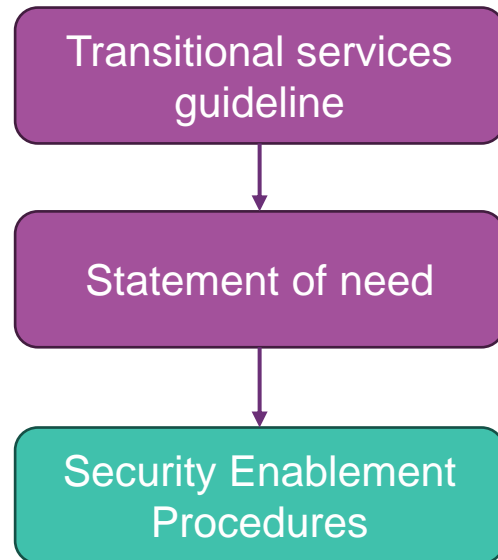 Transitional services
guideline
Statement of need
Security Enablement
Procedures